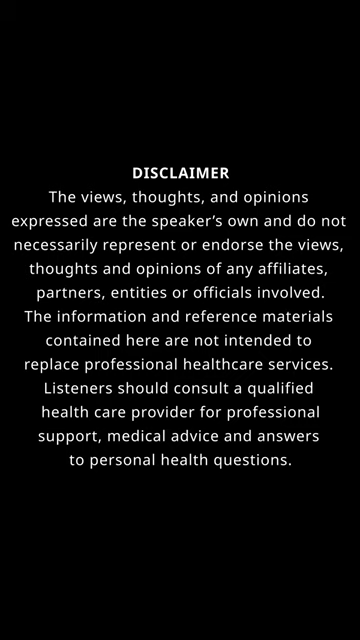 DISCLAIMER
The views, thoughts, and opinions
expressed are the speaker’s own and do not
necessarily represent or endorse the views,
thoughts and opinions of any affiliates,
partners, entities or officials involved.
The information and reference materials
contained here are not intended to
replace professional healthcare services.
Listeners should consult a qualified
health care provider for professional
support, medical advice and answers
to personal health questions.